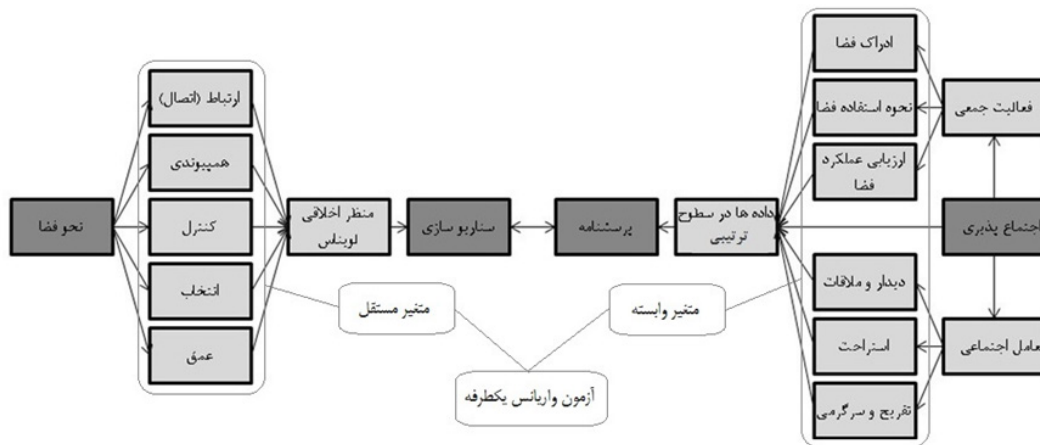 ادراک فضا
نحوه استفاده فضا
ارزیابی عملکرد
فضا
فعالیت جمعی
اجتماع پذیری
داده ها در سطوح
ترتیبی
پرسشنامه
سناریو سازی
منظر اخلاقی
لویناس
ارتباط (اتصال)
همپیوندی
کنترل
انتخاب
عمق
نحو فضا
دیدار و ملاقات
استراحت
تفریح و سرگرمی
تعامل اجتماعی
متغیر وابسته
متغیر مستقل
آزمون واریانس یکطرفه